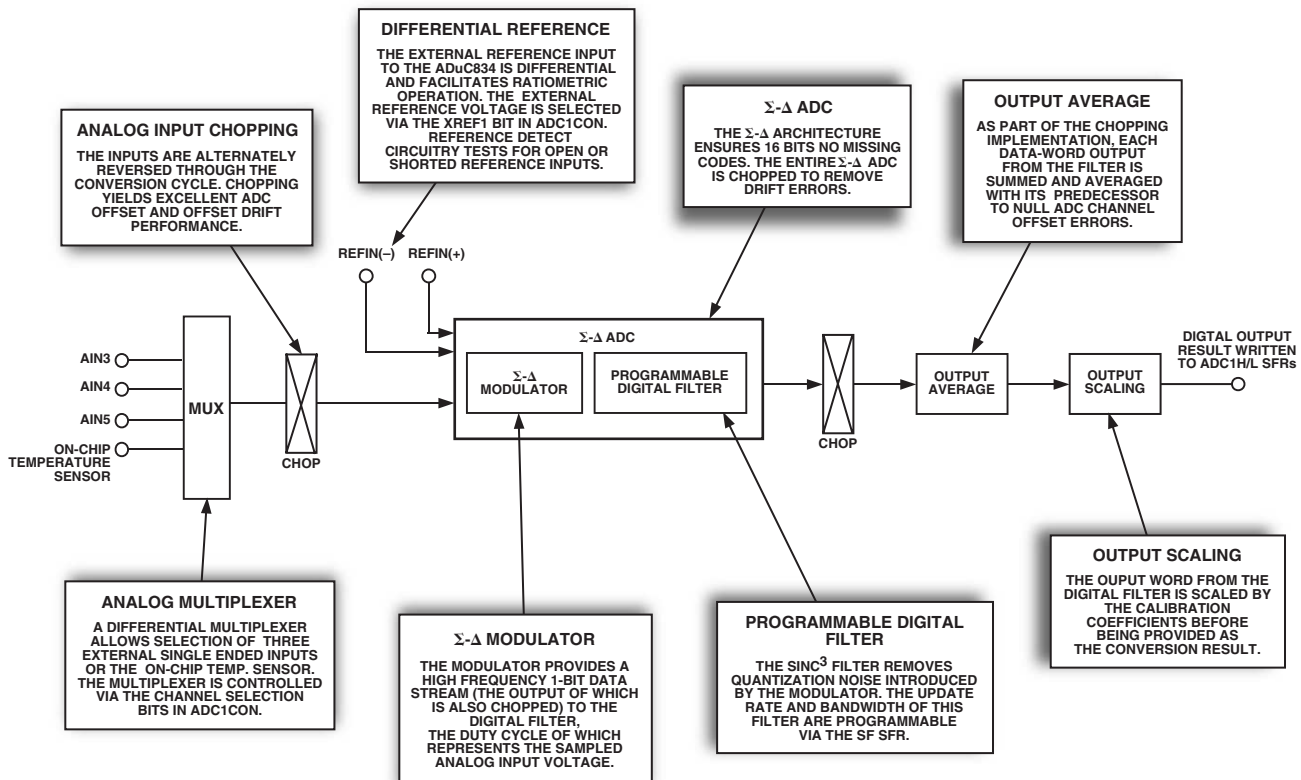 DIFFERENTIAL REFERENCE
THE EXTERNAL REFERENCE INPUT
TO THE ADuC834 IS DIFFERENTIAL
AND FACILITATES RATIOMETRIC
OPERATION. THE EXTERNAL
REFERENCE VOLTAGE IS SELECTED
VIA THE XREF1 BIT IN ADC1CON.
REFERENCE DETECT
CIRCUITRY TESTS FOR OPEN OR
SHORTED REFERENCE INPUTS.
ANALOG INPUT CHOPPING
THE INPUTS ARE ALTERNATELY
REVERSED THROUGH THE
CONVERSION CYCLE. CHOPPING
YIELDS EXCELLENT ADC
OFFSET AND OFFSET DRIFT
PERFORMANCE.
Σ-Δ ADC
THE Σ-Δ ARCHITECTURE
ENSURES 16 BITS NO MISSING
CODES. THE ENTIRE Σ-Δ ADC
IS CHOPPED TO REMOVE
DRIFT ERRORS.
OUTPUT AVERAGE
AS PART OF THE CHOPPING
IMPLEMENTATION, EACH
DATA-WORD OUTPUT
FROM THE FILTER IS
SUMMED AND AVERAGED
WITH ITS PREDECESSOR
TO NULL ADC CHANNEL
OFFSET ERRORS.
REFIN(–) REFIN(+)
AIN3
AIN4
AIN5
ON-CHIP
TEMPERATURE
SENSOR
MUX
CHOP
Σ-Δ ADC
Σ-Δ
MODULATOR
PROGRAMMABLE
DIGITAL FILTER
CHOP
OUTPUT
AVERAGE
OUTPUT
SCALING
DIGTAL OUTPUT
RESULT WRITTEN
TO ADC1H/L SFRs
ANALOG MULTIPLEXER
A DIFFERENTIAL MULTIPLEXER
ALLOWS SELECTION OF THREE
EXTERNAL SINGLE ENDED INPUTS
OR THE ON-CHIP TEMP. SENSOR.
THE MULTIPLEXER IS CONTROLLED
VIA THE CHANNEL SELECTION
BITS IN ADC1CON.
Σ-Δ MODULATOR
THE MODULATOR PROVIDES A
HIGH FREQUENCY 1-BIT DATA
STREAM (THE OUTPUT OF WHICH
IS ALSO CHOPPED) TO THE
DIGITAL FILTER,
THE DUTY CYCLE OF WHICH
REPRESENTS THE SAMPLED
ANALOG INPUT VOLTAGE.
PROGRAMMABLE DIGITAL
FILTER
THE SINC³ FILTER REMOVES
QUANTIZATION NOISE INTRODUCED
BY THE MODULATOR. THE UPDATE
RATE AND BANDWIDTH OF THIS
FILTER ARE PROGRAMMABLE
VIA THE SF SFR.
OUTPUT SCALING
THE OUPUT WORD FROM THE
DIGITAL FILTER IS SCALED BY
THE CALIBRATION
COEFFICIENTS BEFORE
BEING PROVIDED AS
THE CONVERSION RESULT.